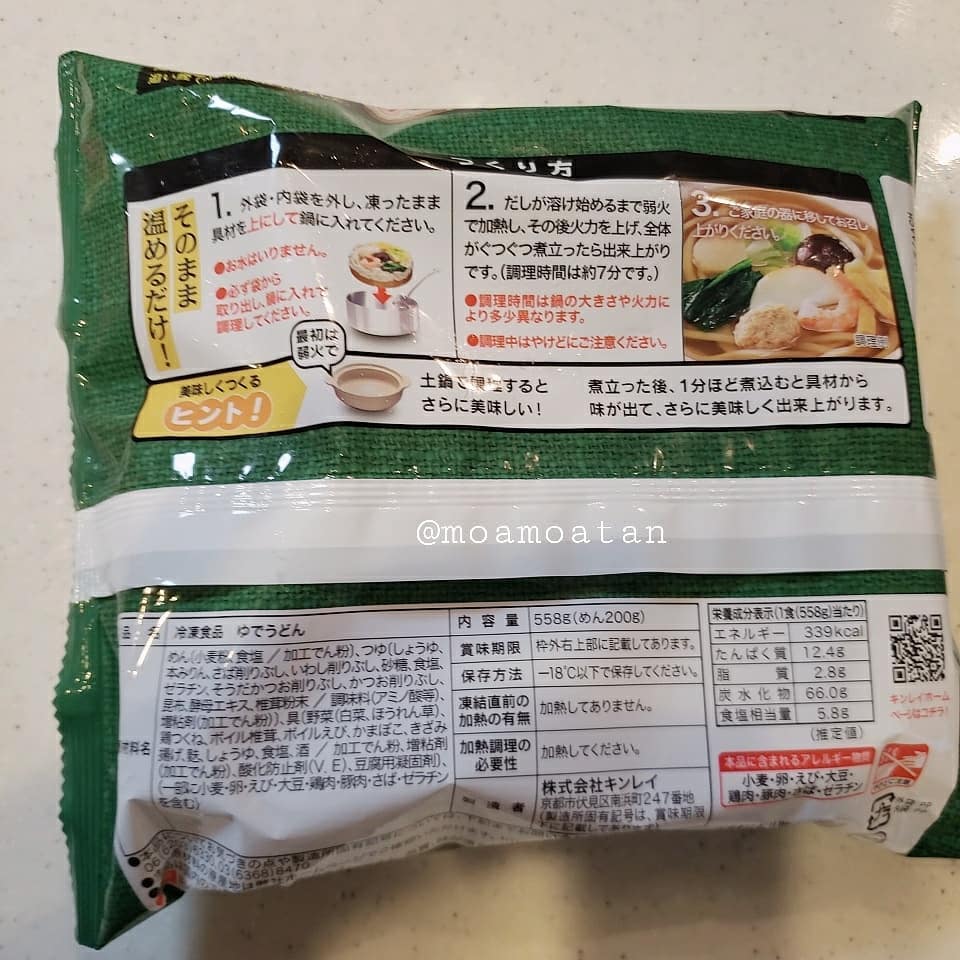 つくり方
そのまま
温めるだけ！
1. 外袋・内袋を外し、凍ったまま
具材を上にして鍋に入れてください。
●お水はいりません。
●必ず袋から
取り出し、鍋に入れて
調理してください。
最初は
弱火で
2. だしが溶け始めるまで弱火
で加熱し、その後火力を上げ、全体
がぐつぐつ煮立ったら出来上がり
です。(調理時間は約7分です。)
●調理時間は鍋の大きさや火力に
より多少異なります。
●調理中はやけどにご注意ください。
3. ご家庭の器に移してお召し
上がりください。
調理例
美味しくつくる
ヒント！
土鍋で調理すると
さらに美味しい！
煮立った後、1分ほど煮込むと具材から
味が出て、さらに美味しく出来上がります。
@moamoatan
品 名 冷凍食品 ゆでうどん
材料名
めん(小麦粉、食塩／加工でん粉)、つゆ(しょうゆ、
本みりん、さば削りぶし、いわし削りぶし、砂糖、食塩、
ゼラチン、そうだかつお削りぶし、かつお削りぶし、
昆布、酵母エキス、椎茸粉末／調味料(アミノ酸等)、
増粘剤(加工でん粉))、具(野菜(白菜、ほうれん草)、
鶏つくね、ボイル椎茸、ボイルえび、かまぼこ、きざみ
揚げ、麩、しょうゆ、食塩、酒／加工でん粉、増粘剤
(加工でん粉)、酸化防止剤(V.E)、豆腐用凝固剤)、
(一部に小麦・卵・えび・大豆・鶏肉・豚肉・さば・ゼラチン
を含む)
内容量 558g(めん200g)
賞味期限 枠外右上部に記載してあります。
保存方法 －18℃以下で保存してください。
凍結直前の
加熱の有無 加熱してありません。
加熱調理の
必要性 加熱してください。
製造者 株式会社キンレイ
京都市伏見区南浜町247番地
(製造所固有記号は、賞味期限
に記載してあります)
栄養成分表示(1食(558g)当たり)
エネルギー 339kcal
たんぱく質 12.4g
脂質 2.8g
炭水化物 66.0g
食塩相当量 5.8g
(推定値)
キンレイホーム
ページはコチラ！
本品に含まれるアレルギー物質
小麦・卵・えび・大豆・
鶏肉・豚肉・さば・ゼラチン